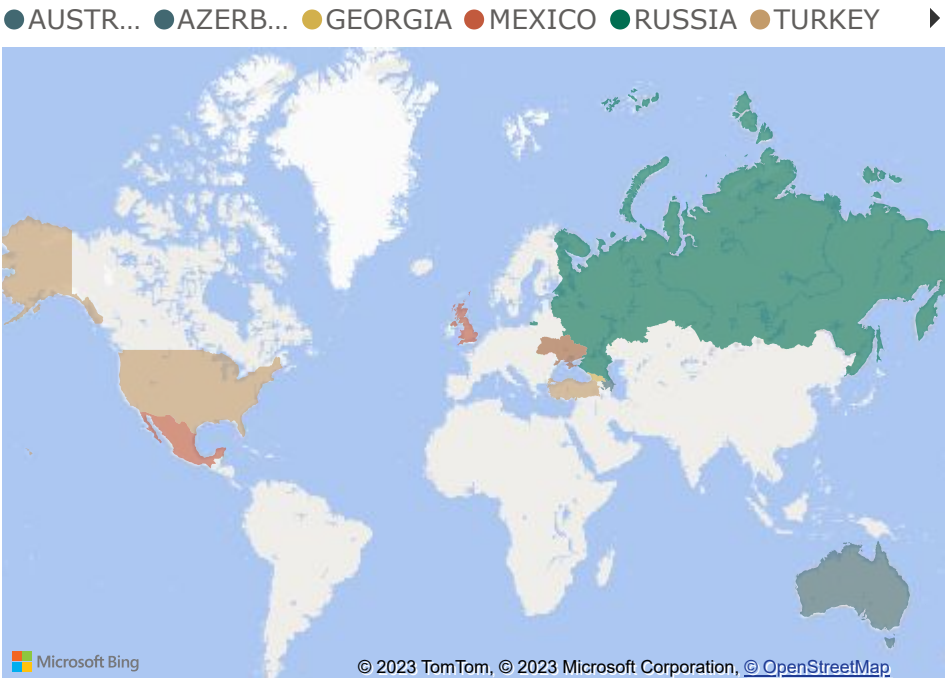 AUSTR... AZERB... GEORGIA MEXICO RUSSIA TURKEY
Microsoft Bing
© 2023 TomTom, © 2023 Microsoft Corporation, © OpenStreetMap